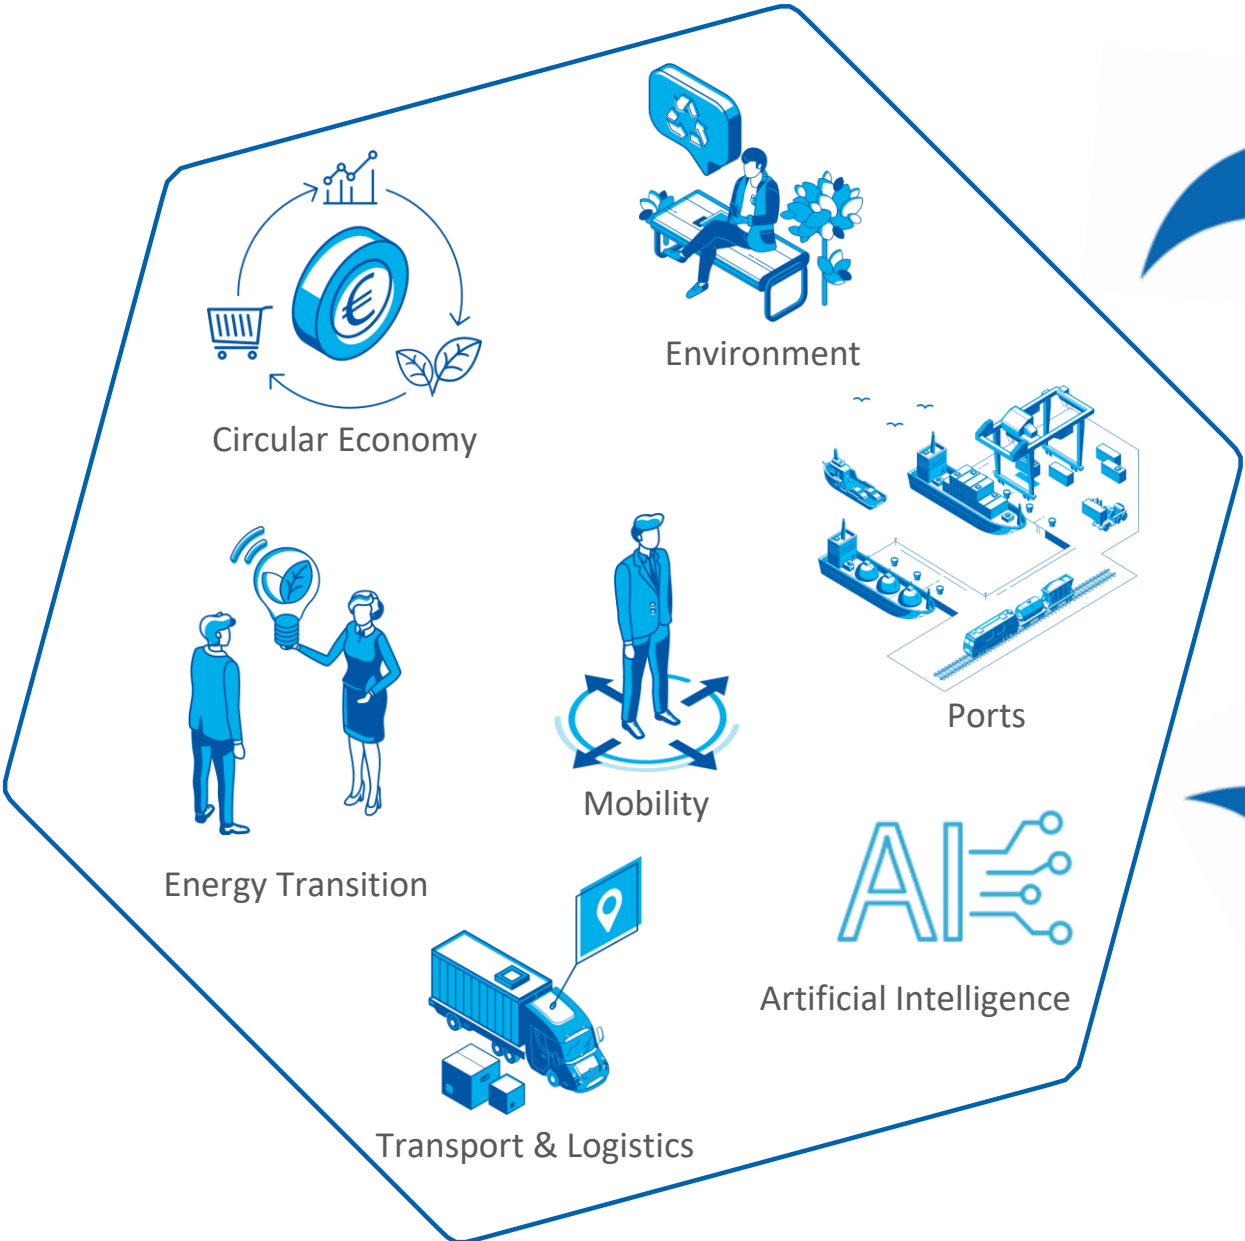 Environment
Circular Economy
€
Ports
Mobility
Energy Transition
AI
Artificial Intelligence
Transport & Logistics